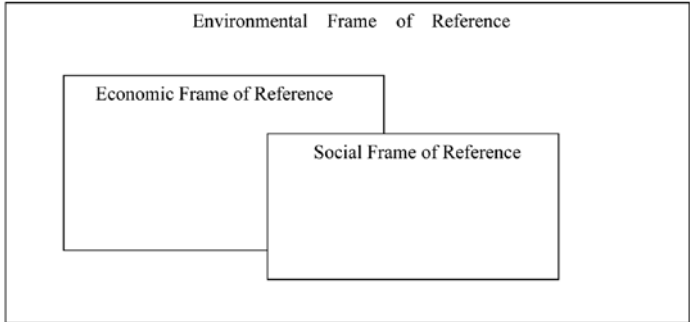 Environmental Frame of Reference
Economic Frame of Reference
Social Frame of Reference